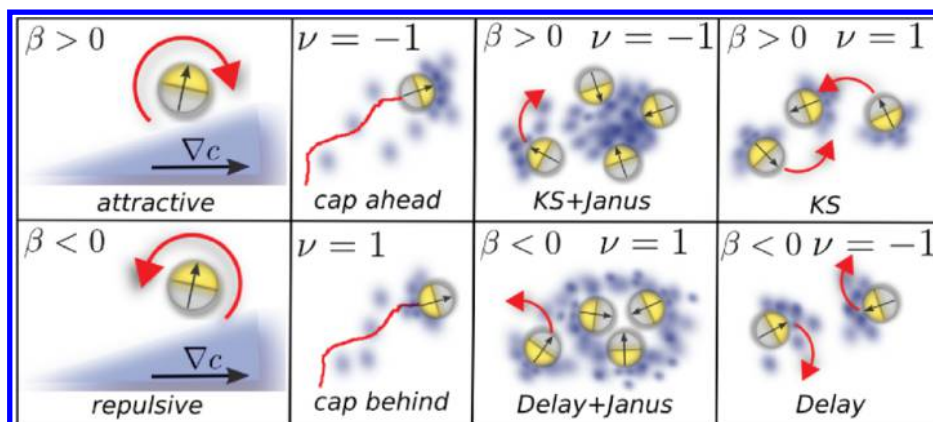 β > 0
∇c
attractive
ν = −1
cap ahead
β > 0 ν = −1
KS+Janus
β > 0 ν = 1
KS
β < 0
∇c
repulsive
ν = 1
cap behind
β < 0 ν = 1
Delay+Janus
β < 0 ν = −1
Delay